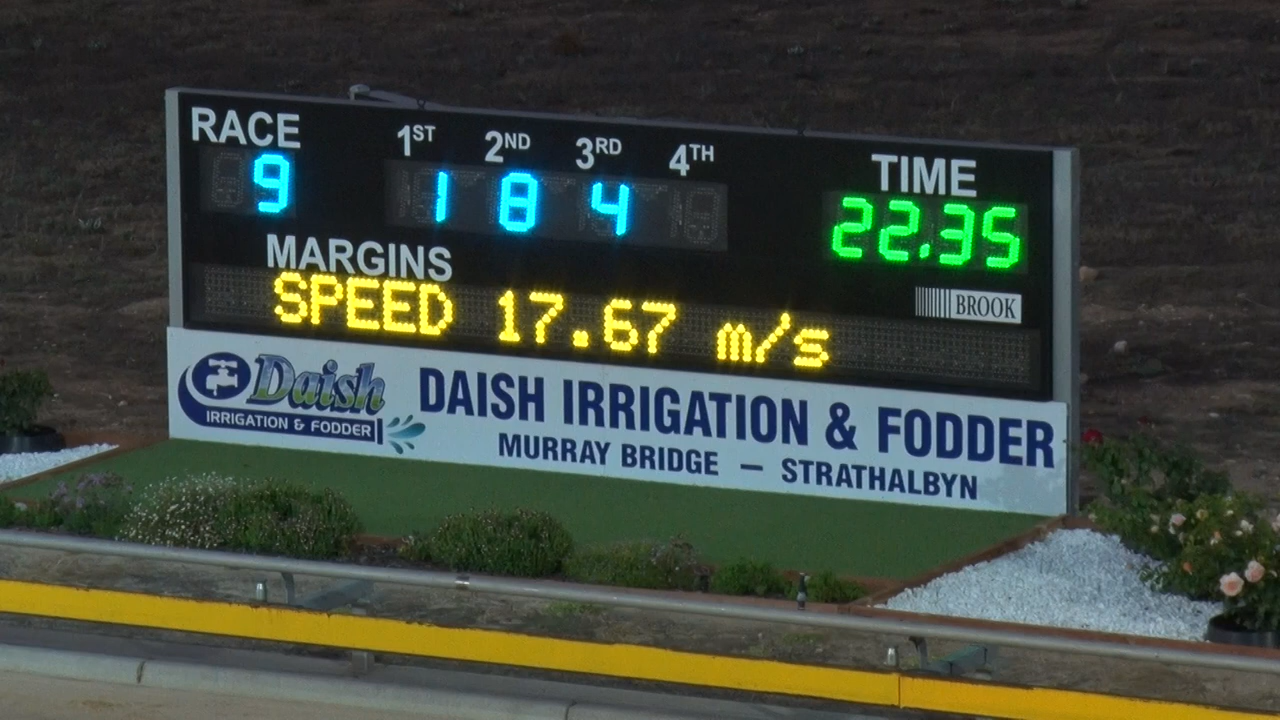 RACE 1ST 2ND 3RD 4TH TIME
9 1 8 4 22.35
MARGINS
BROOK
SPEED 17.67 m/s
Daish
IRRIGATION & FODDER
DAISH IRRIGATION & FODDER
MURRAY BRIDGE — STRATHALBYN